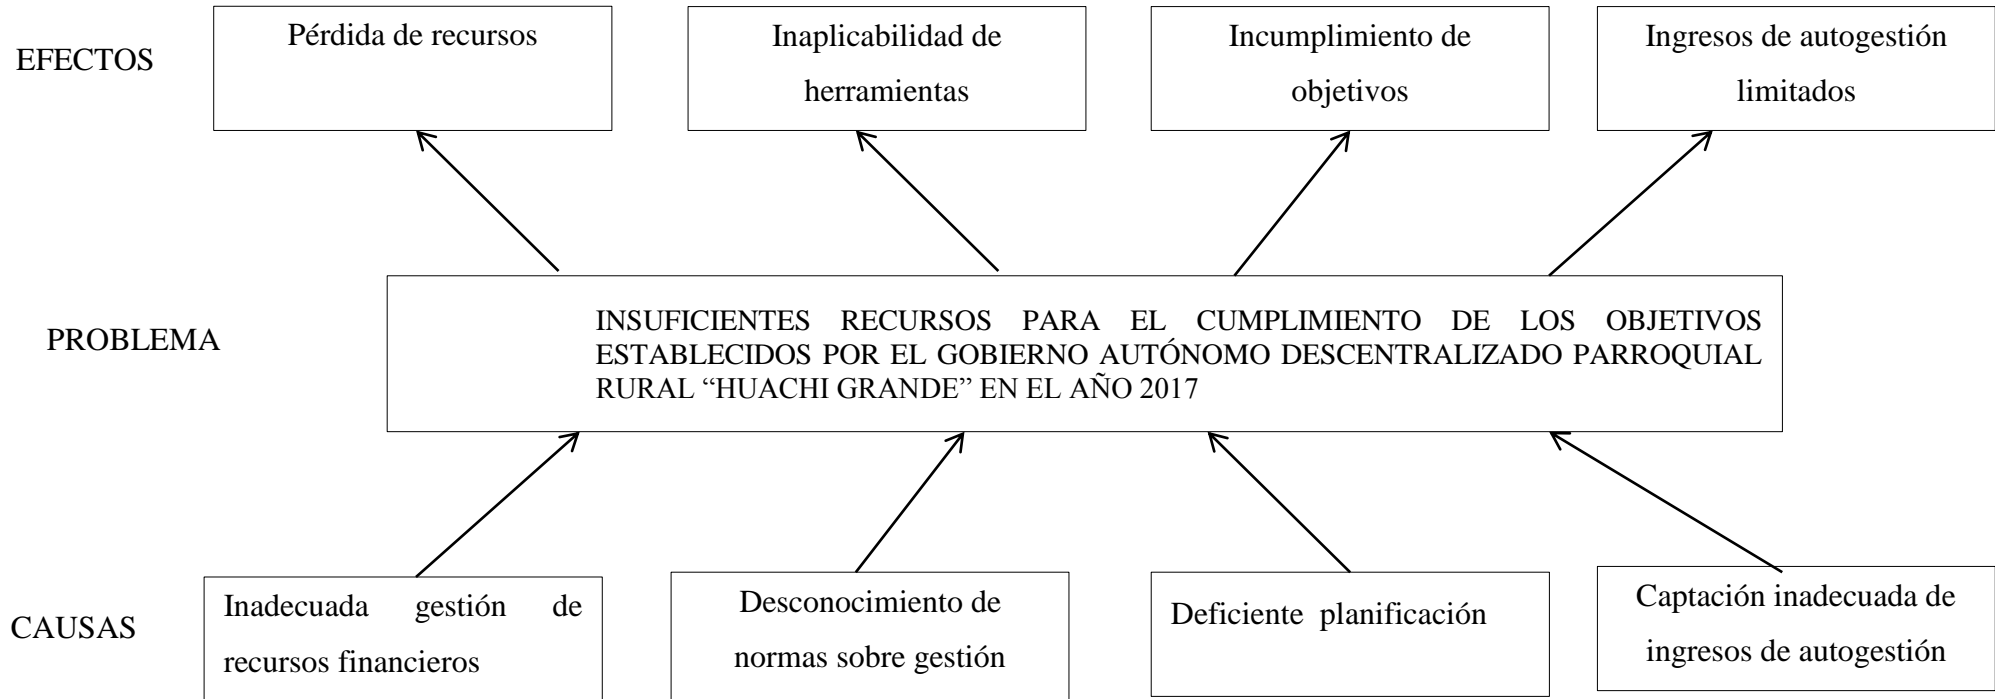 EFECTOS
Pérdida de recursos
Inaplicabilidad de
herramientas
Incumplimiento de
objetivos
Ingresos de autogestión
limitados
PROBLEMA
INSUFICIENTES RECURSOS PARA EL CUMPLIMIENTO DE LOS OBJETIVOS
ESTABLECIDOS POR EL GOBIERNO AUTÓNOMO DESCENTRALIZADO PARROQUIAL
RURAL “HUACHI GRANDE” EN EL AÑO 2017
CAUSAS
Inadecuada gestión de
recursos financieros
Desconocimiento de
normas sobre gestión
Deficiente planificación
Captación inadecuada de
ingresos de autogestión